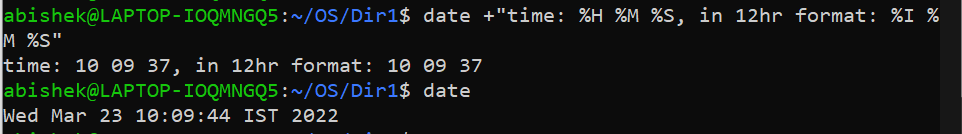 abishek@LAPTOP-IOQMNGQ5:~/OS/Dir1$ date +"time: %H %M %S, in 12hr format: %I %
M %S"
time: 10 09 37, in 12hr format: 10 09 37
abishek@LAPTOP-IOQMNGQ5:~/OS/Dir1$ date
Wed Mar 23 10:09:44 IST 2022